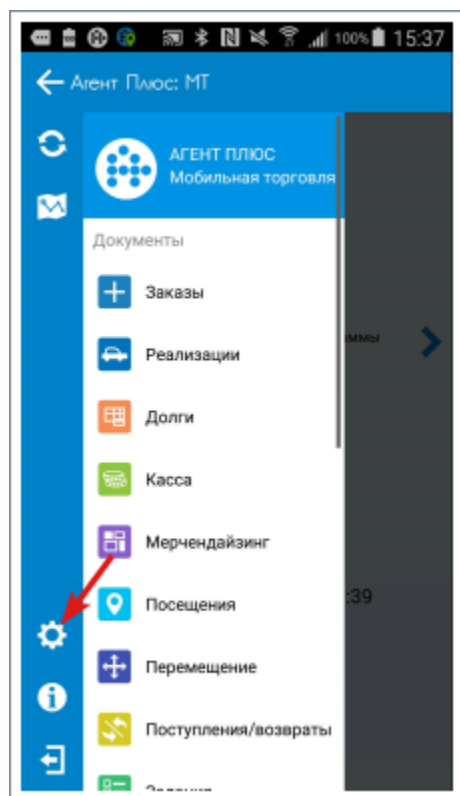 100% 15:37
Агент Плюс: МТ
АГЕНТ ПЛЮС
Мобильная торговля
Документы
Заказы
Реализации
Долги
Касса
Мерчендайзинг
:39
Посещения
Перемещение
Поступления/возвраты